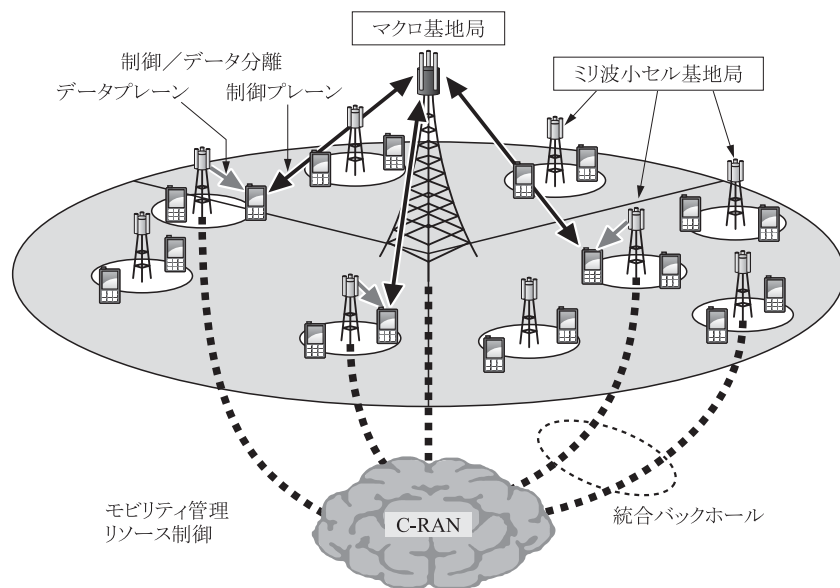 マクロ基地局
制御／データ分離
データプレーン
制御プレーン
ミリ波小セル基地局
モビリティ管理
リソース制御
C-RAN
統合バックホール